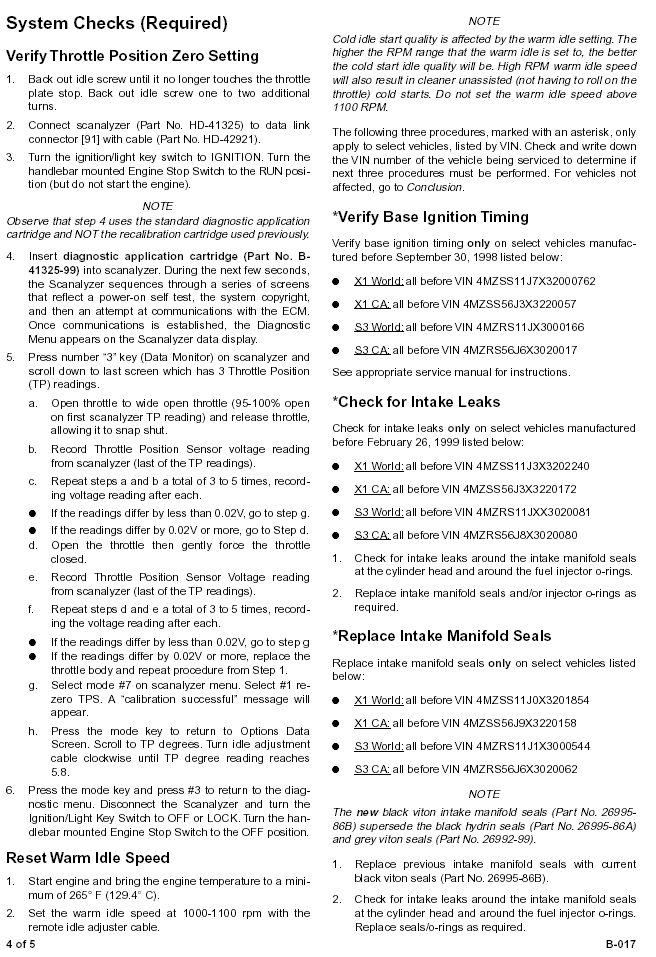 System Checks (Required)
Verify Throttle Position Zero Setting
1. Back out idle screw until it no longer touches the throttle
plate stop. Back out idle screw one to two additional
turns.
2. Connect scanalyzer (Part No. HD-41325) to data link
connector [91] with cable (Part No. HD-42921).
3. Turn the ignition/light key switch to IGNITION. Turn the
handlebar mounted Engine Stop Switch to the RUN posi-
tion (but do not start the engine).
NOTE
Observe that step 4 uses the standard diagnostic application
cartridge and NOT the recalibration cartridge used previously.
4. Insert diagnostic application cartridge (Part No. B-
41325-99) into scanalyzer. During the next few seconds,
the Scanalyzer sequences through a series of screens
that reflect a power-on self test, the system copyright,
and then an attempt at communications with the ECM.
Once communications is established, the Diagnostic
Menu appears on the Scanalyzer data display.
5. Press number “3” key (Data Monitor) on scanalyzer and
scroll down to last screen which has 3 Throttle Position
(TP) readings.
a. Open throttle to wide open throttle (95-100% open
on first scanalyzer TP reading) and release throttle,
allowing it to snap shut.
b. Record Throttle Position Sensor voltage reading
from scanalyzer (last of the TP readings).
c. Repeat steps a and b a total of 3 to 5 times, record-
ing voltage reading after each.
● If the readings differ by less than 0.02V, go to step g.
● If the readings differ by 0.02V or more, go to Step d.
d. Open the throttle then gently force the throttle
closed.
e. Record Throttle Position Sensor Voltage reading
from scanalyzer (last of the TP readings).
f. Repeat steps d and e a total of 3 to 5 times, record-
ing the voltage reading after each.
● If the readings differ by less than 0.02V, go to step g
● If the readings differ by 0.02V or more, replace the
throttle body and repeat procedure from Step 1.
g. Select mode #7 on scanalyzer menu. Select #1 re-
zero TPS. A “calibration successful” message will
appear.
h. Press the mode key to return to Options Data
Screen. Scroll to TP degrees. Turn idle adjustment
cable clockwise until TP degree reading reaches
5.8.
6. Press the mode key and press #3 to return to the diag-
nostic menu. Disconnect the Scanalyzer and turn the
Ignition/Light Key Switch to OFF or LOCK. Turn the han-
dlebar mounted Engine Stop Switch to the OFF position.
Reset Warm Idle Speed
1. Start engine and bring the engine temperature to a mini-
mum of 265° F (129.4° C).
2. Set the warm idle speed at 1000-1100 rpm with the
remote idle adjuster cable.
NOTE
Cold idle start quality is affected by the warm idle setting. The
higher the RPM range that the warm idle is set to, the better
the cold start idle quality will be. High RPM warm idle speed
will also result in cleaner unassisted (not having to roll on the
throttle) cold starts. Do not set the warm idle speed above
1100 RPM.
The following three procedures, marked with an asterisk, only
apply to select vehicles, listed by VIN. Check and write down
the VIN number of the vehicle being serviced to determine if
next three procedures must be performed. For vehicles not
affected, go to Conclusion.
*Verify Base Ignition Timing
Verify base ignition timing only on select vehicles manufac-
tured before September 30, 1998 listed below:
● X1 World: all before VIN 4MZSS11J7X32000762
● X1 CA: all before VIN 4MZSS56J3X3220057
● S3 World: all before VIN 4MZRS11JX3000166
● S3 CA: all before VIN 4MZRS56J6X3020017
See appropriate service manual for instructions.
*Check for Intake Leaks
Check for intake leaks only on select vehicles manufactured
before February 26, 1999 listed below:
● X1 World: all before VIN 4MZSS11J3X3202240
● X1 CA: all before VIN 4MZSS56J3X3220172
● S3 World: all before VIN 4MZRS11JXX3020081
● S3 CA: all before VIN 4MZRS56J8X3020080
1. Check for intake leaks around the intake manifold seals
at the cylinder head and around the fuel injector o-rings.
2. Replace intake manifold seals and/or injector o-rings as
required.
*Replace Intake Manifold Seals
Replace intake manifold seals only on select vehicles listed
below:
● X1 World: all before VIN 4MZSS11J0X3201854
● X1 CA: all before VIN 4MZSS56J9X3220158
● S3 World: all before VIN 4MZRS11J1X3000544
● S3 CA: all before VIN 4MZRS56J6X3020062
NOTE
The new black viton intake manifold seals (Part No. 26995-
86B) supersede the black hydrin seals (Part No. 26995-86A)
and grey viton seals (Part No. 26992-99).
1. Replace previous intake manifold seals with current
black viton seals (Part No. 26995-86B).
2. Check for intake leaks around the intake manifold seals
at the cylinder head and around the fuel injector o-rings.
Replace seals/o-rings as required.
4 of 5
B-017